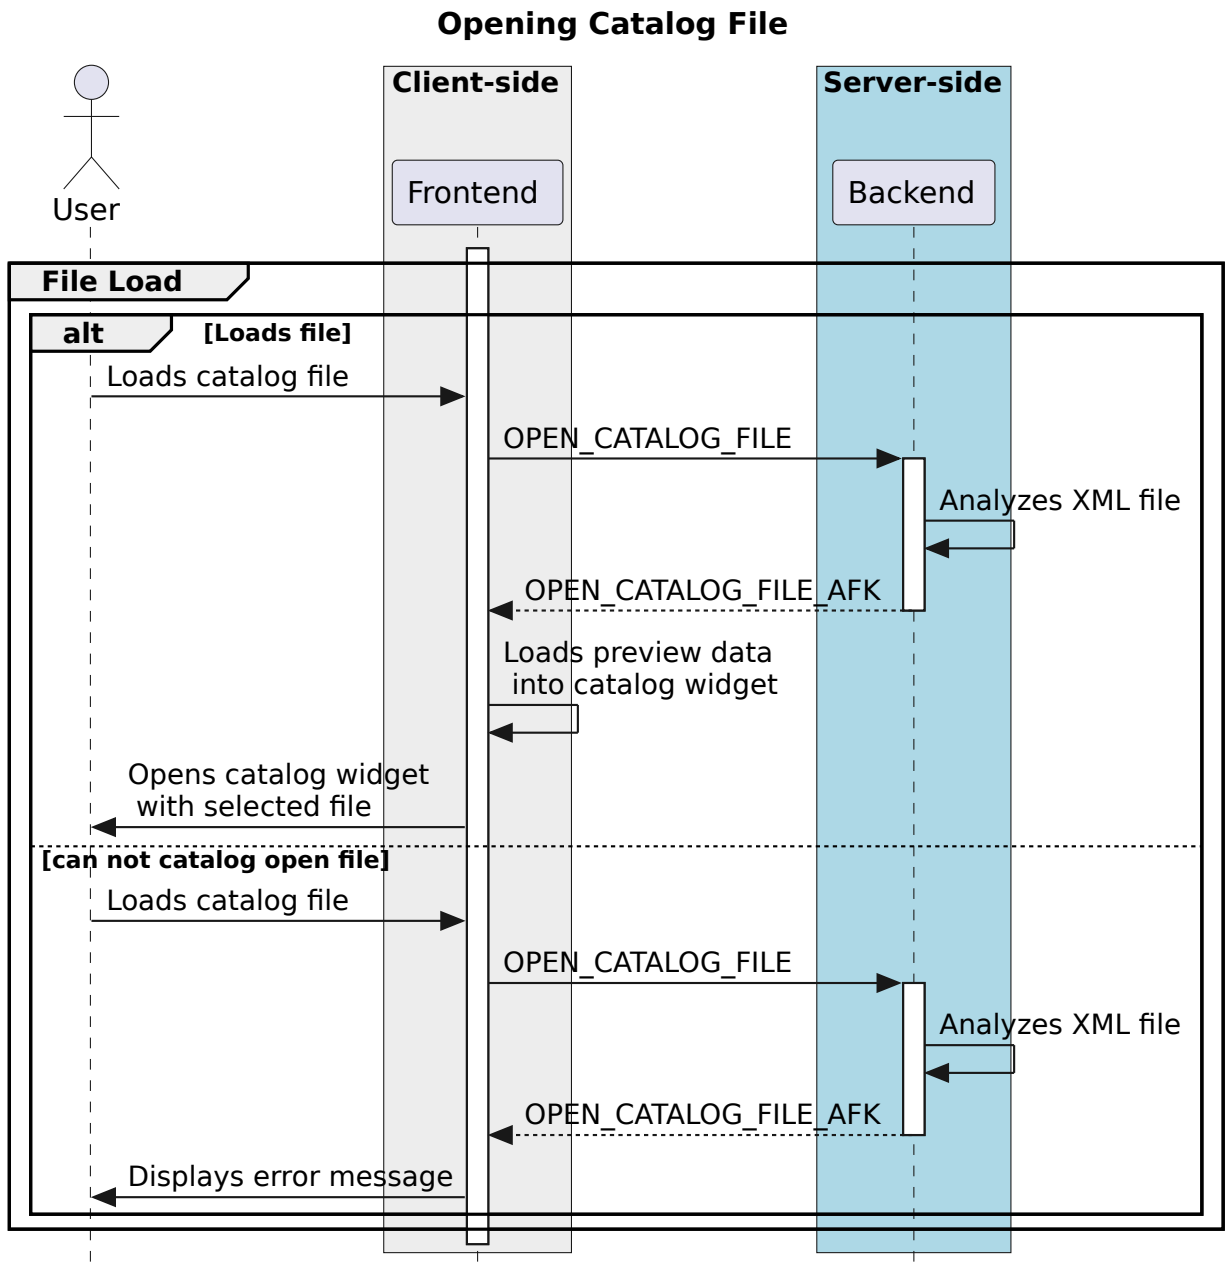 Opening Catalog File
Client-side
Server-side
User
Frontend
Backend
File Load
alt
[Loads file]
Loads catalog file
OPEN_CATALOG_FILE
Analyzes XML file
OPEN_CATALOG_FILE_AFK
Loads preview data
into catalog widget
Opens catalog widget
with selected file
[can not catalog open file]
Loads catalog file
OPEN_CATALOG_FILE
Analyzes XML file
OPEN_CATALOG_FILE_AFK
Displays error message